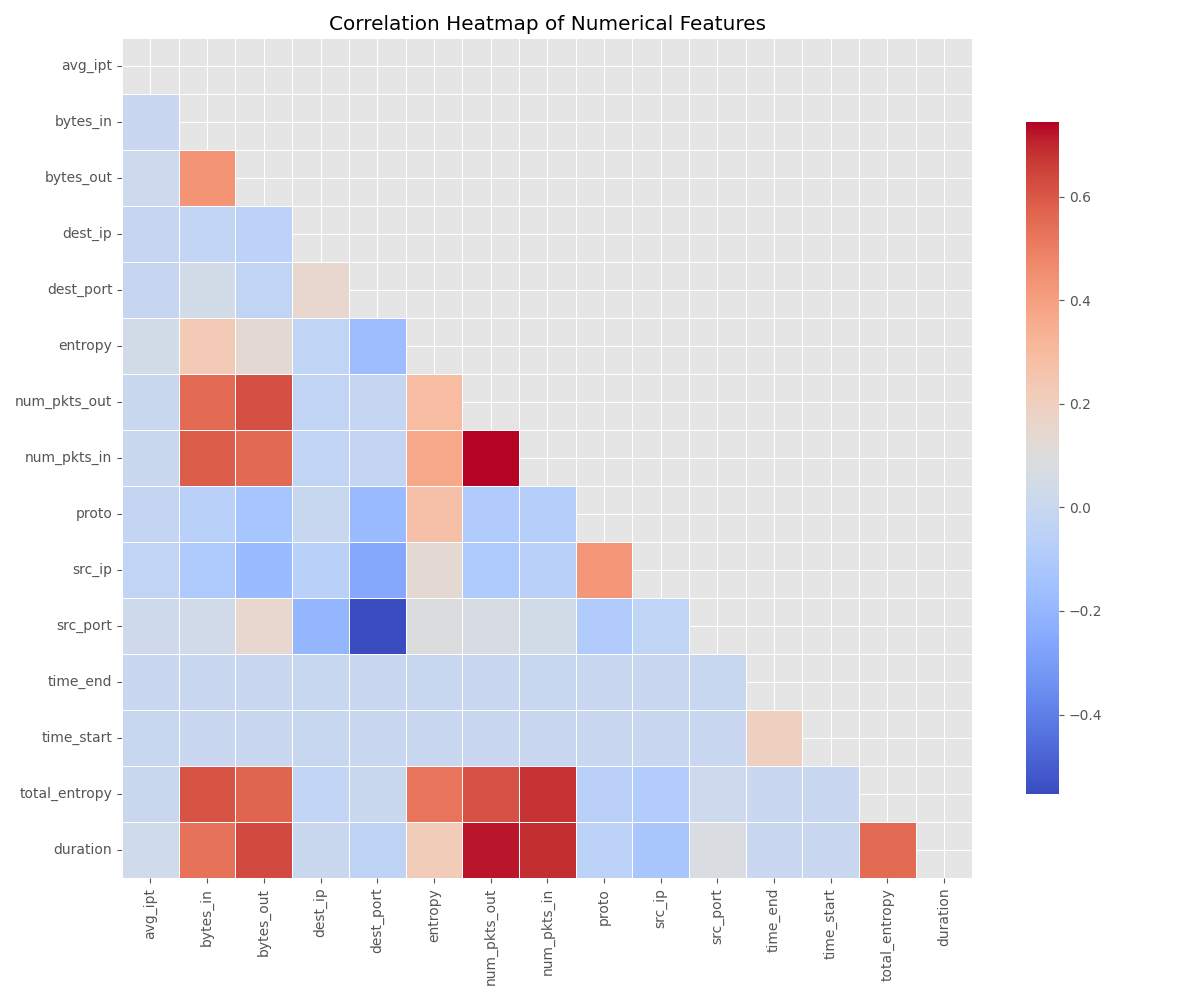 Correlation Heatmap of Numerical Features
avg_ipt
bytes_in
bytes_out
dest_ip
dest_port
entropy
num_pkts_out
num_pkts_in
proto
src_ip
src_port
time_end
time_start
total_entropy
duration
avg_ipt
bytes_in
bytes_out
dest_ip
dest_port
entropy
num_pkts_out
num_pkts_in
proto
src_ip
src_port
time_end
time_start
total_entropy
duration
0.6
0.4
0.2
0.0
−0.2
−0.4